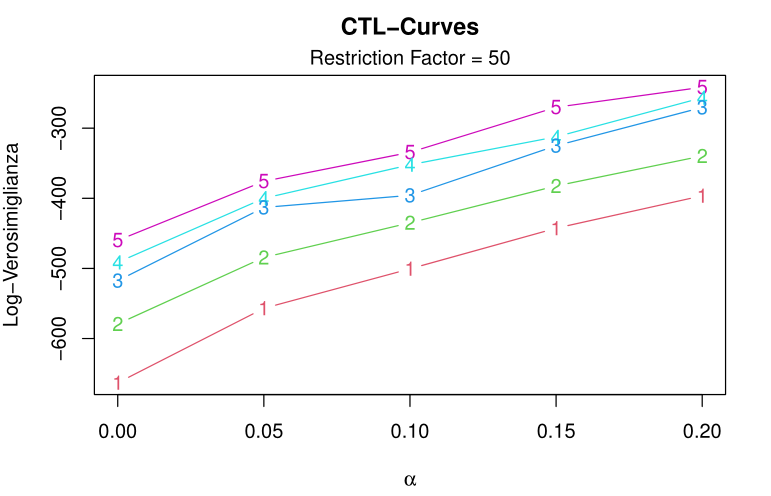 CTL−Curves
Restriction Factor = 50
Log−Verosimiglianza
−300
−400
−500
−600
5 5 5 5 5
4 4 4 4 4
3 3 3 3 3
2 2 2 2 2
1 1 1 1 1
0.00 0.05 0.10 0.15 0.20
α